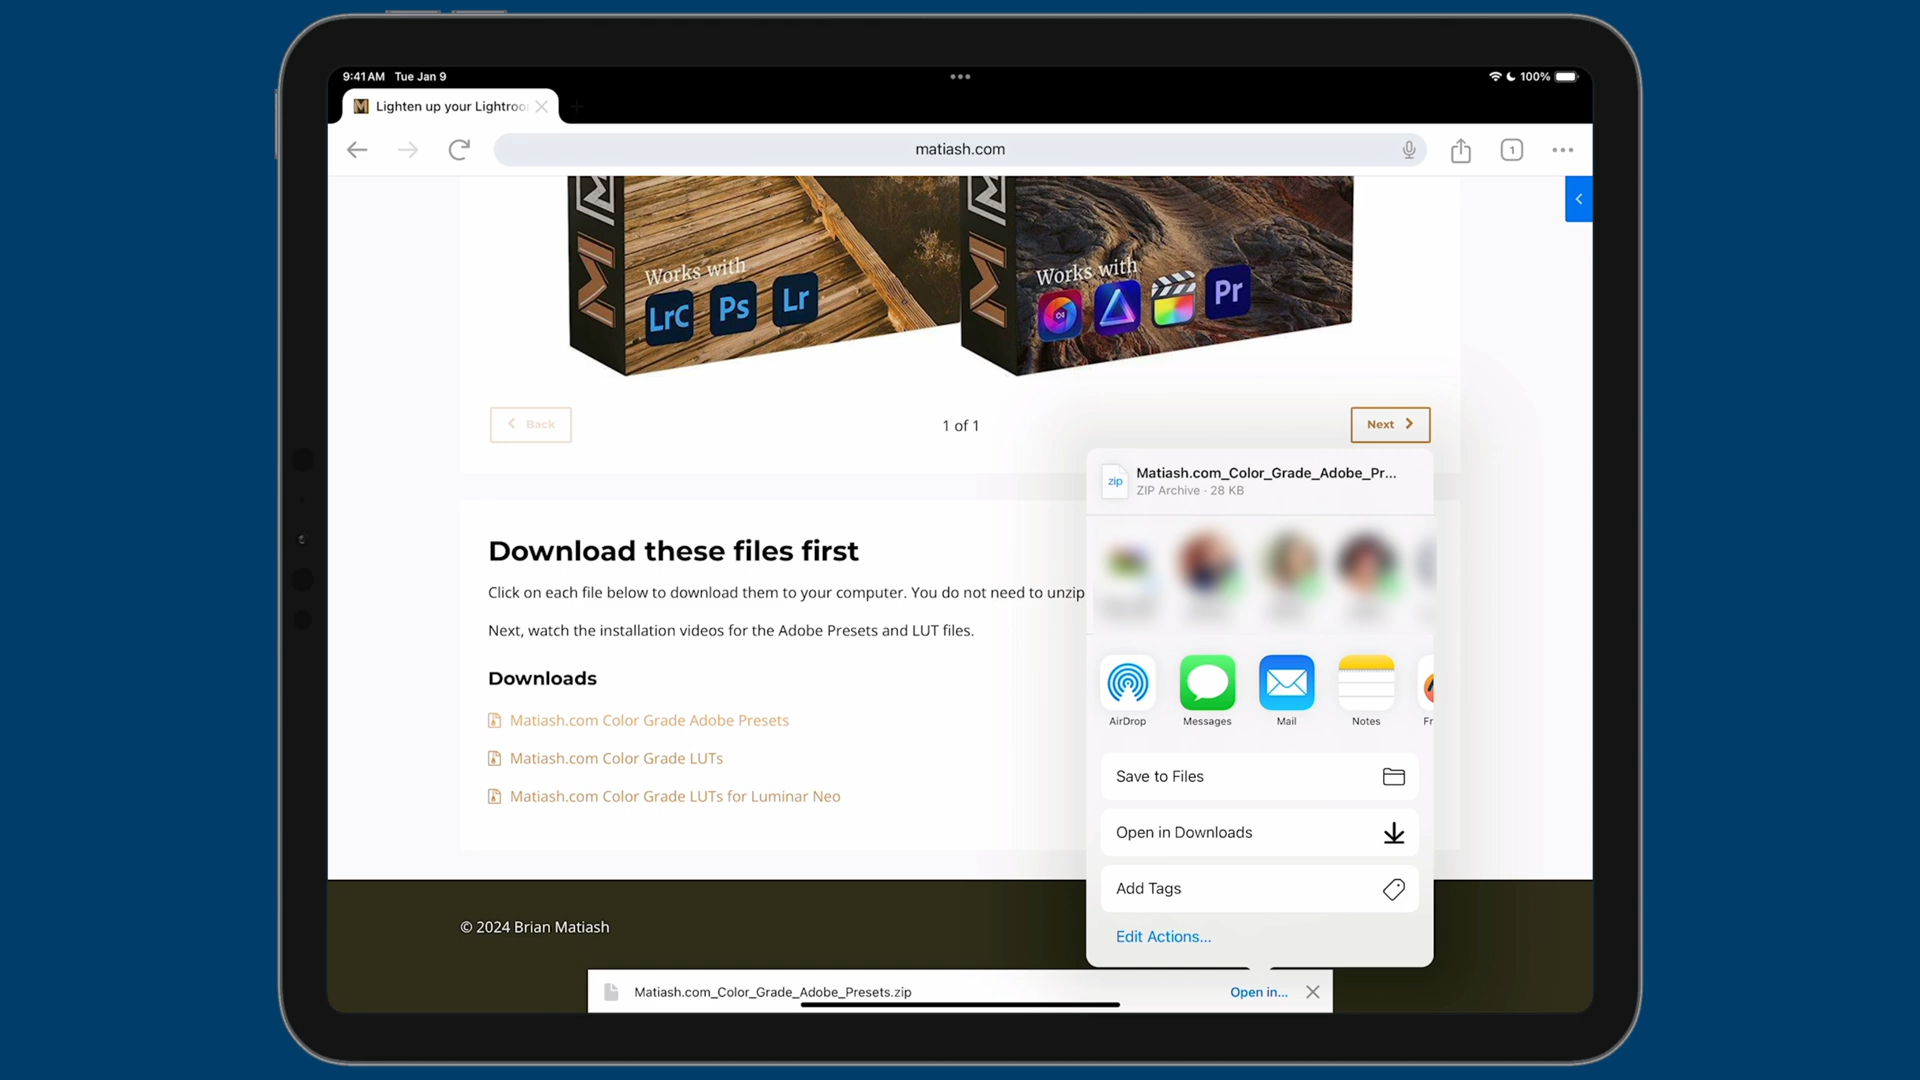 9:41 AM Tue Jan 9
100%
Lighten up your Lightroo
matiash.com
1
Works with
LrC Ps Lr
Works with
Pr
Back
1 of 1
Next
Matiash.com_Color_Grade_Adobe_Pr...
zip
ZIP Archive · 28 KB
Download these files first
Click on each file below to download them to your computer. You do not need to unzip
Next, watch the installation videos for the Adobe Presets and LUT files.
Downloads
Matiash.com Color Grade Adobe Presets
Matiash.com Color Grade LUTs
Matiash.com Color Grade LUTs for Luminar Neo
AirDrop
Messages
Mail
Notes
Fr
Save to Files
Open in Downloads
Add Tags
Edit Actions...
© 2024 Brian Matiash
Matiash.com_Color_Grade_Adobe_Presets.zip
Open in...